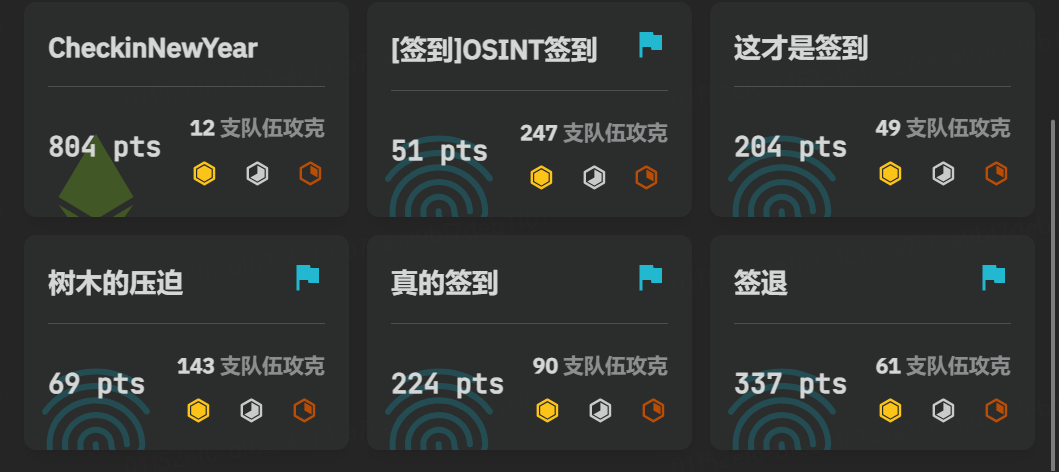 CheckinNewYear
804 pts
12 支队伍攻克
[签到]OSINT签到
51 pts
247 支队伍攻克
这才是签到
204 pts
49 支队伍攻克
树木的压迫
69 pts
143 支队伍攻克
真的签到
224 pts
90 支队伍攻克
签退
337 pts
61 支队伍攻克